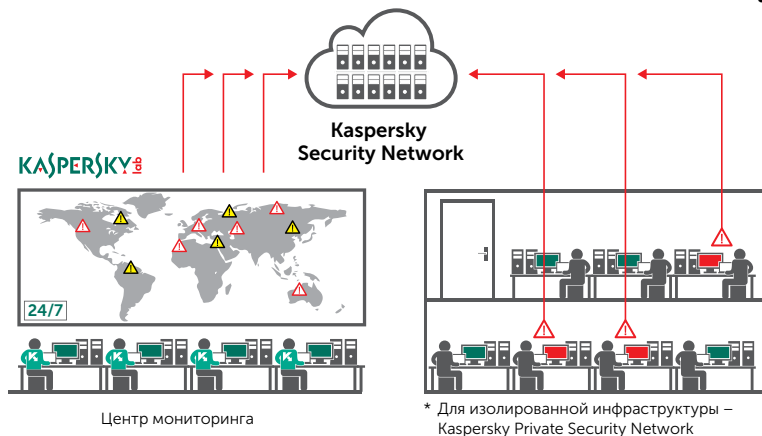 Kaspersky
Security Network
KASPERSKY lab
24/7
Центр мониторинга
* Для изолированной инфраструктуры –
Kaspersky Private Security Network